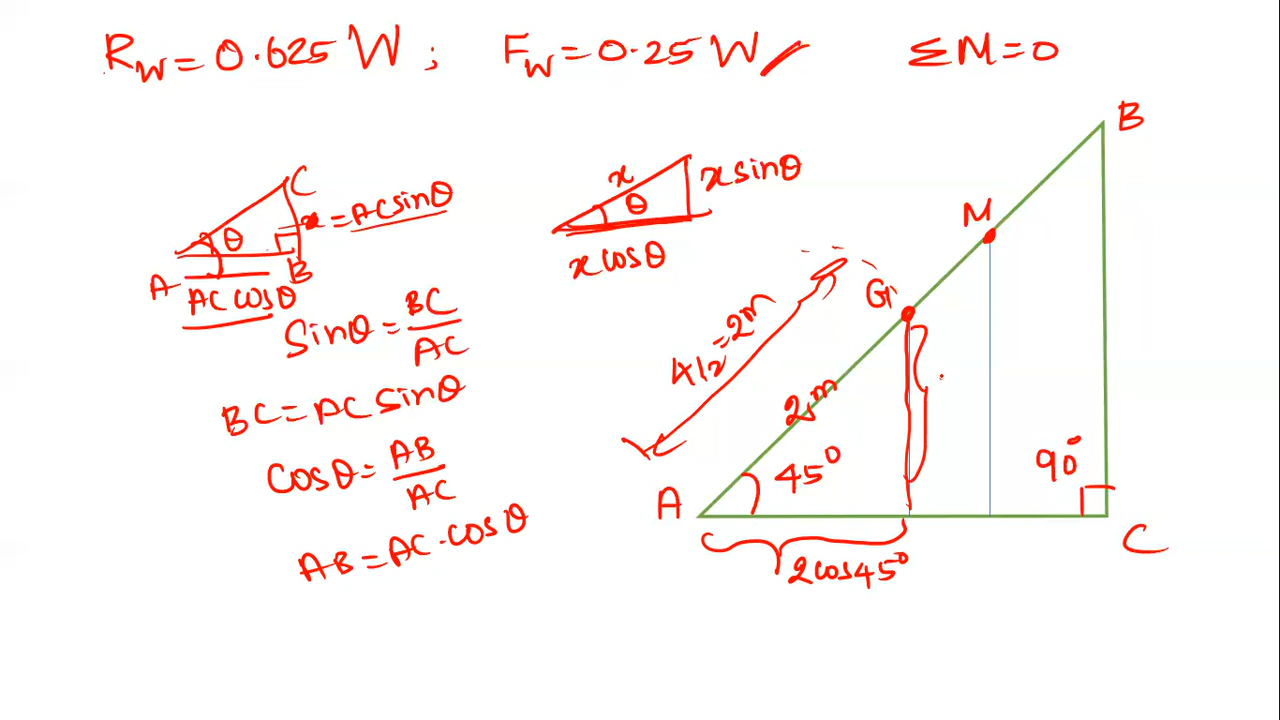 R_W = 0.625 W ; F_W = 0.25 W ΣM = 0
C
θ
= AC sinθ
A
B
AC cosθ
x
θ
x sinθ
x cosθ
Sinθ = BC/AC
BC = AC sinθ
Cosθ = AB/AC
AB = AC · cosθ
B
M
G
4/2 = 2m
2m
45°
90°
A
C
2cos45°